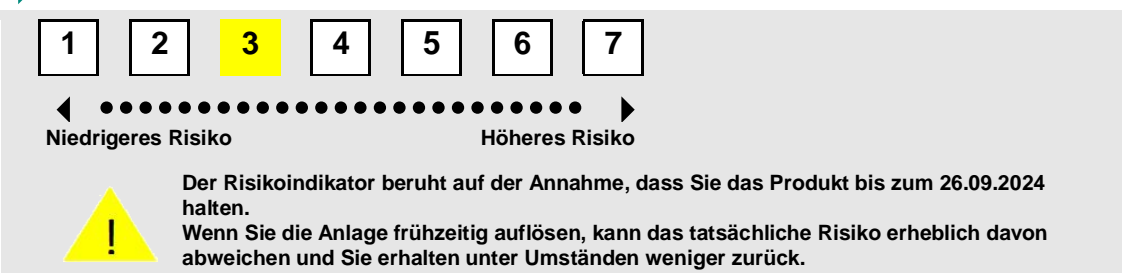 1 2 3 4 5 6 7
Niedrigeres Risiko Höheres Risiko
Der Risikoindikator beruht auf der Annahme, dass Sie das Produkt bis zum 26.09.2024
halten.
!
Wenn Sie die Anlage frühzeitig auflösen, kann das tatsächliche Risiko erheblich davon
abweichen und Sie erhalten unter Umständen weniger zurück.